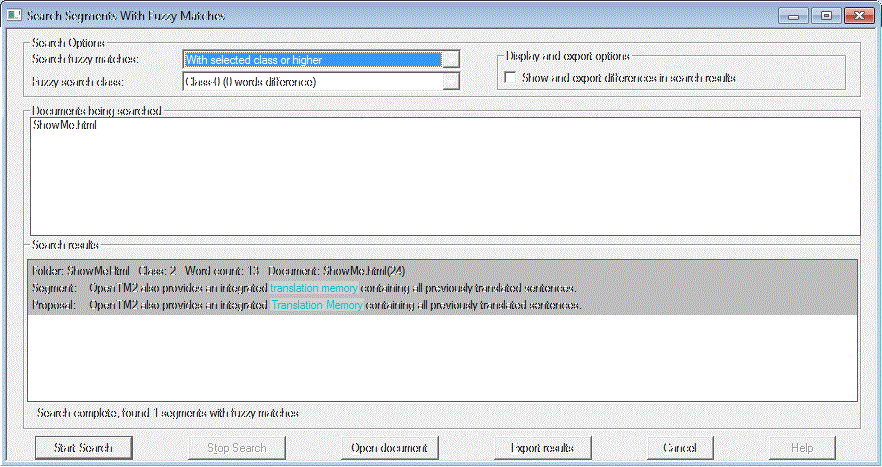 Search Segments With Fuzzy Matches
Search Options
Search fuzzy matches: With selected class or higher
Fuzzy search class: Class 0 (0 words difference)
Display and export options
Show and export differences in search results
Documents being searched
ShowMe.html
Search results
Folder: ShowMeHtml Class: 2 Word count: 13 Document: ShowMe.html(24)
Segment: OpenTM2 also provides an integrated translation memory containing all previously translated sentences.
Proposal: OpenTM2 also provides an integrated Translation Memory containing all previously translated sentences.
Search complete, found 1 segments with fuzzy matches
Start Search Stop Search Open document Export results Cancel Help